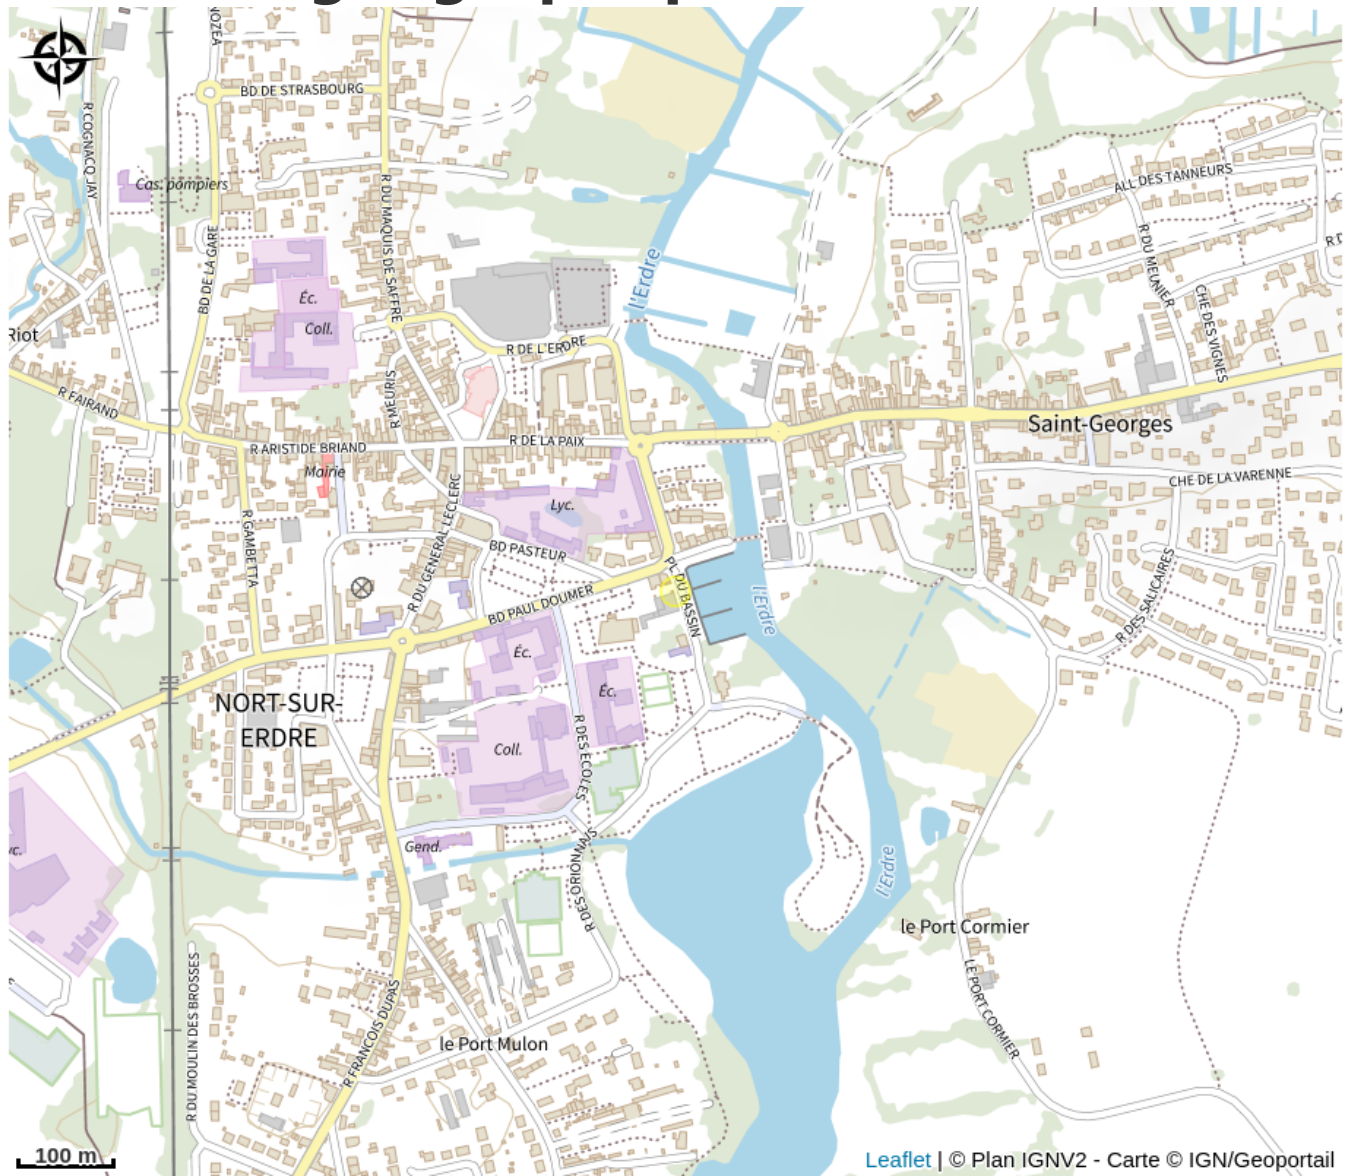 NOZEA
BD DE STRASBOURG
R COGNACQ JAY
Cas. pompiers
ALL DES TANNEURS
R DU MAQUIS DE SAFFRE
BD DE LA GARE
l'Erdre
R DU MEUNIER
CHE DES VIGNES
Éc.
Coll.
Riot
R DE L'ERDRE
R FAIRAND
R MEURIS
Saint-Georges
R ARISTIDE BRIAND
R DE LA PAIX
Mairie
CHE DE LA VARENNE
Lyc.
R GAMBETTA
R DU GENERAL LECLERC
BD PASTEUR
PL DU BASSIN
BD PAUL DOUMER
l'Erdre
R DES SALICAIRES
Éc.
Éc.
NORT-SUR-
ERDRE
Coll.
R DES ECOLES
Gend.
R DES ORIONNAIS
l'Erdre
le Port Cormier
LE PORT CORMIER
R DU MOULIN DES BROSSES
R FRANCOIS DUPAS
le Port Mulon
100 m
Leaflet | © Plan IGNV2 - Carte © IGN/Geoportail